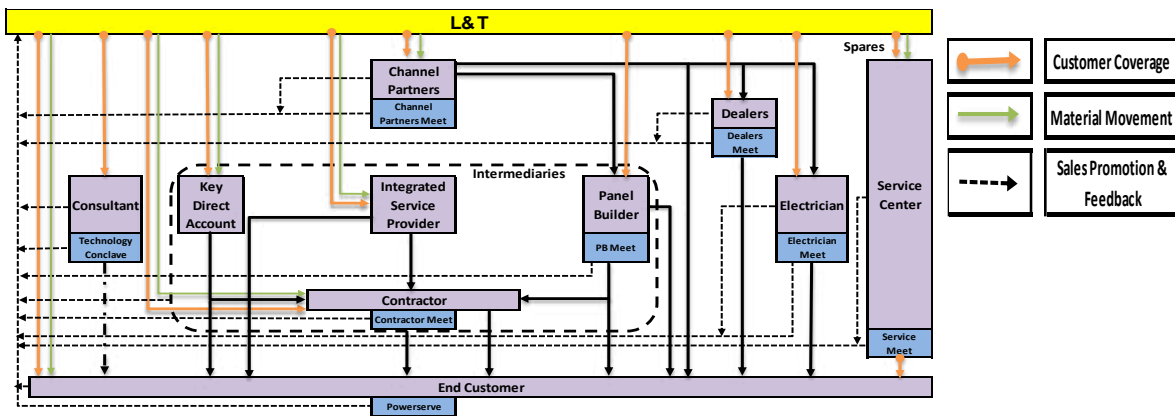 L&T
Spares
Customer Coverage
Material Movement
Sales Promotion &
Feedback
Channel
Partners
Channel
Partners Meet
Dealers
Dealers
Meet
Intermediaries
Consultant
Technology
Conclave
Key
Direct
Account
Integrated
Service
Provider
Panel
Builder
PB Meet
Electrician
Electrician
Meet
Service
Center
Service
Meet
Contractor
Contractor Meet
End Customer
Powerserve